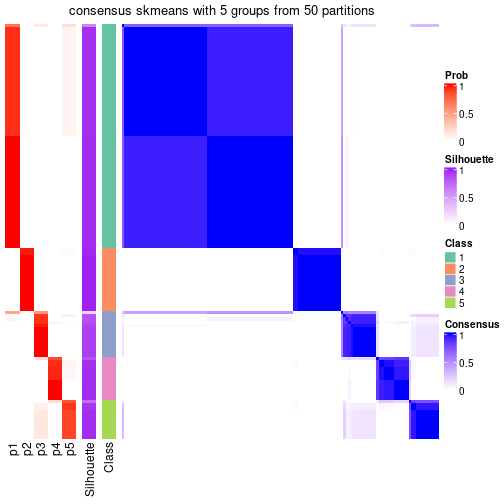 consensus skmeans with 5 groups from 50 partitions
Prob
1
0.5
0
Silhouette
1
0.5
0
Class
1
2
3
4
5
Consensus
1
0.5
0
p1
p2
p3
p4
p5
Silhouette
Class